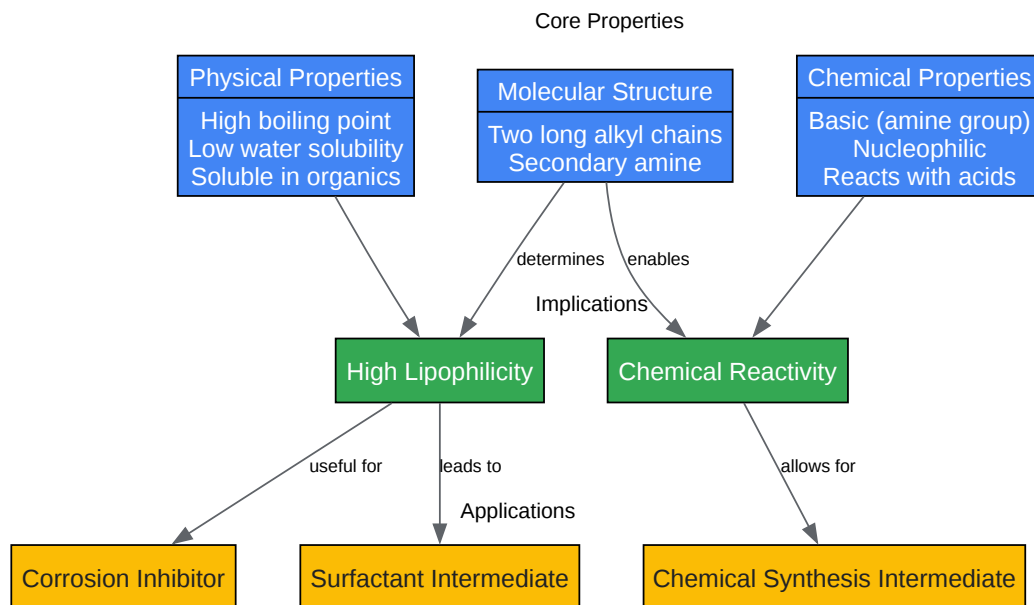 Core Properties
Physical Properties
High boiling point
Low water solubility
Soluble in organics
Molecular Structure
Two long alkyl chains
Secondary amine
Chemical Properties
Basic (amine group)
Nucleophilic
Reacts with acids
determines
enables
Implications
High Lipophilicity
Chemical Reactivity
useful for
leads to
allows for
Applications
Corrosion Inhibitor
Surfactant Intermediate
Chemical Synthesis Intermediate